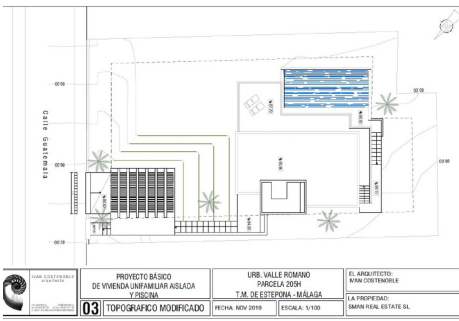 Calle Guatemala
IVAN COSTENOBLE
arquitecto
PROYECTO BÁSICO
DE VIVIENDA UNIFAMILIAR AISLADA
Y PISCINA
03 TOPOGRAFICO MODIFICADO
URB. VALLE ROMANO
PARCELA 205H
T.M. DE ESTEPONA - MÁLAGA
FECHA: NOV 2019
ESCALA: 1/100
EL ARQUITECTO:
IVAN COSTENOBLE
LA PROPIEDAD:
SMAN REAL ESTATE SL